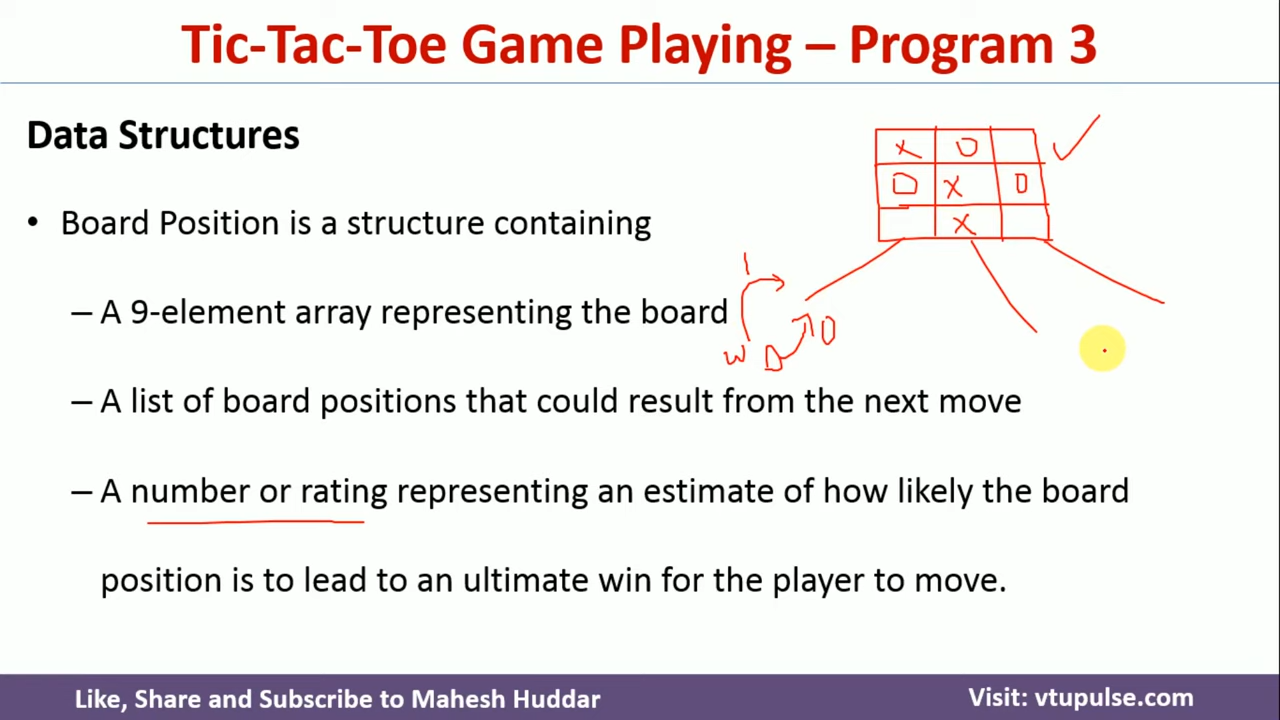 Tic-Tac-Toe Game Playing – Program 3
Data Structures
X O
O X O
X
• Board Position is a structure containing
1
– A 9-element array representing the board
W D 0
– A list of board positions that could result from the next move
– A number or rating representing an estimate of how likely the board
position is to lead to an ultimate win for the player to move.
Like, Share and Subscribe to Mahesh Huddar
Visit: vtupulse.com